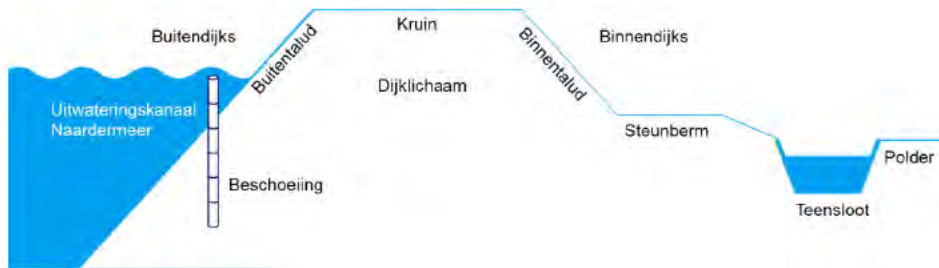 Kruin
Buitendijks
Binnendijks
Buitentalud
Binnentalud
Dijklichaam
Uitwateringskanaal
Naardermeer
Steunberm
Polder
Beschoeiing
Teensloot